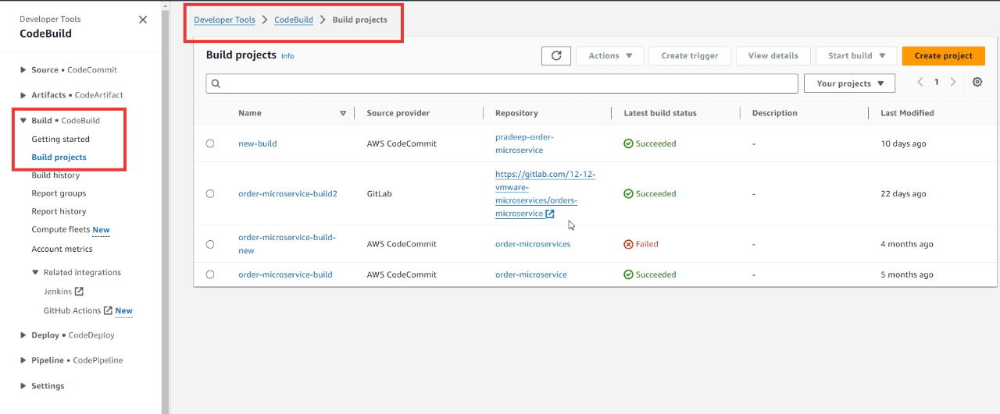 Developer Tools
CodeBuild
Source • CodeCommit
Artifacts • CodeArtifact
Build • CodeBuild
Getting started
Build projects
Build history
Report groups
Report history
Compute fleets New
Account metrics
Related integrations
Jenkins
GitHub Actions New
Deploy • CodeDeploy
Pipeline • CodePipeline
Settings
Developer Tools > CodeBuild > Build projects
Build projects Info
Actions Create trigger View details Start build Create project
Your projects < 1 >
Name Source provider Repository Latest build status Description Last Modified
new-build AWS CodeCommit pradeep-order-
microservice Succeeded - 10 days ago
order-microservice-build2 GitLab https://gitlab.com/12-12-
vmware-
microservices/orders-
microservice Succeeded - 22 days ago
order-microservice-build-
new AWS CodeCommit order-microservices Failed - 4 months ago
order-microservice-build AWS CodeCommit order-microservice Succeeded - 5 months ago